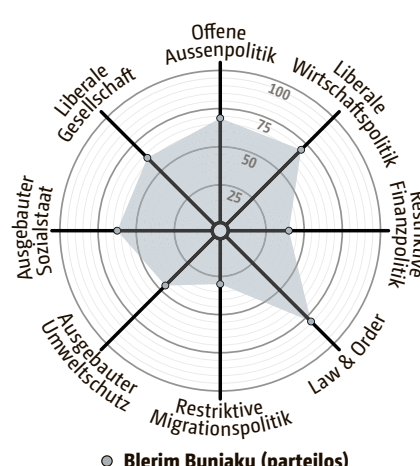 Offene
Aussenpolitik
Liberale
Wirtschaftspolitik
Restriktive
Finanzpolitik
Law & Order
Restriktive
Migrationspolitik
Ausgebauter
Umweltschutz
Ausgebauter
Sozialstaat
Liberale
Gesellschaft
100
75
50
25
Blerim Bunjaku (parteilos)